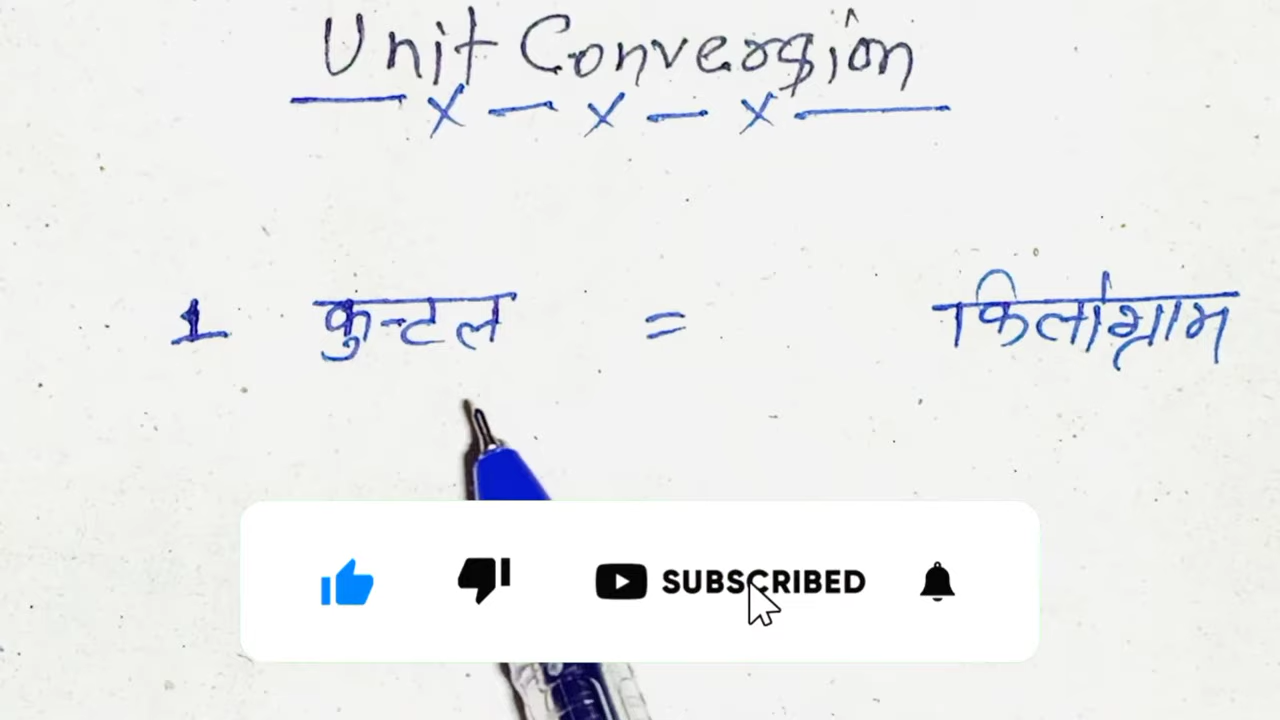 Unit Conversion
— x — x — x —
1 कुन्टल = किलोग्राम
SUBSCRIBED